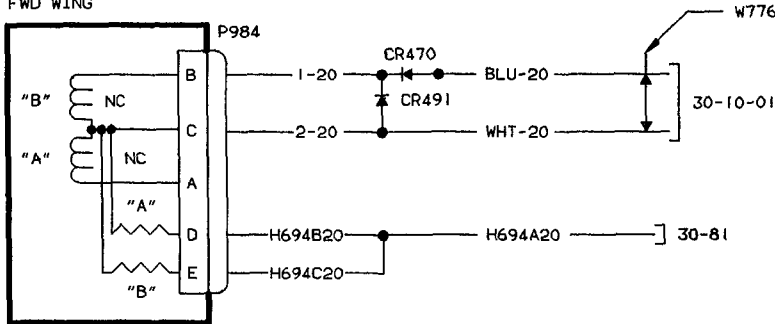 FWD WING
W776
P984
CR470
B
1-20
BLU-20
"B"
NC
CR491
30-10-01
C
2-20
WHT-20
"A"
NC
A
"A"
D
H694B20
H694A20
30-81
E
H694C20
"B"